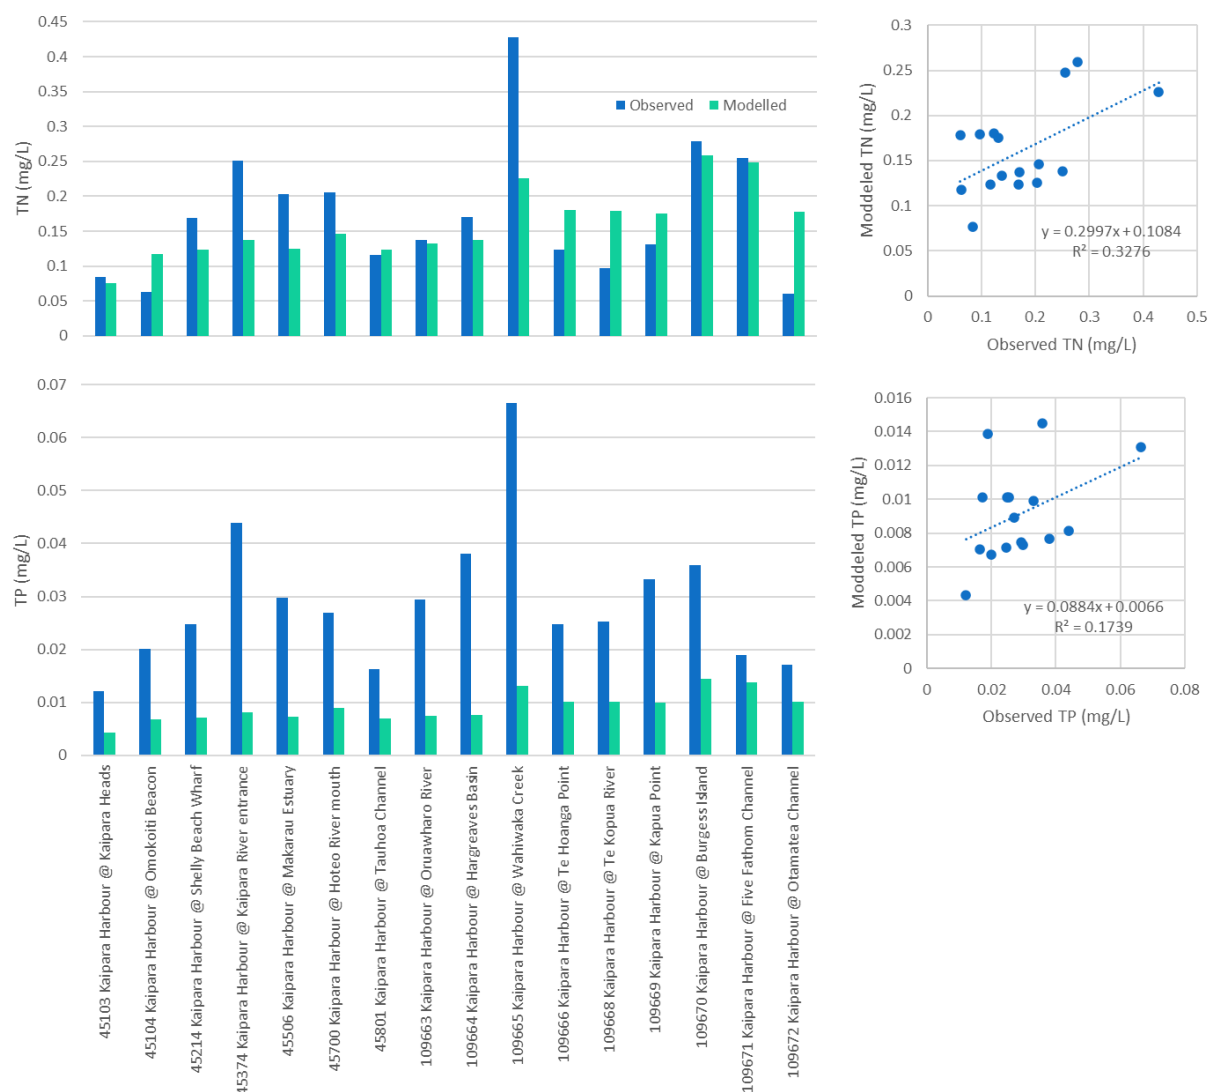 0.45
0.4
0.35
0.3
0.25
0.2
0.15
0.1
0.05
0
TN (mg/L)
Observed Modelled
0.3
0.25
0.2
0.15
0.1
0.05
0
Moddeled TN (mg/L)
y = 0.2997x + 0.1084
R² = 0.3276
0 0.1 0.2 0.3 0.4 0.5
Observed TN (mg/L)
0.07
0.06
0.05
0.04
0.03
0.02
0.01
0
TP (mg/L)
45103 Kaipara Harbour @ Kaipara Heads
45104 Kaipara Harbour @ Omokoiti Beacon
45214 Kaipara Harbour @ Shelly Beach Wharf
45374 Kaipara Harbour @ Kaipara River entrance
45506 Kaipara Harbour @ Makarau Estuary
45700 Kaipara Harbour @ Hoteo River mouth
45801 Kaipara Harbour @ Tauhoa Channel
109663 Kaipara Harbour @ Oruawharo River
109664 Kaipara Harbour @ Hargreaves Basin
109665 Kaipara Harbour @ Wahiwaka Creek
109666 Kaipara Harbour @ Te Hoanga Point
109668 Kaipara Harbour @ Te Kopua River
109669 Kaipara Harbour @ Kapua Point
109670 Kaipara Harbour @ Burgess Island
109671 Kaipara Harbour @ Five Fathom Channel
109672 Kaipara Harbour @ Otamatea Channel
0.016
0.014
0.012
0.01
0.008
0.006
0.004
0.002
0
Moddeled TP (mg/L)
y = 0.0884x + 0.0066
R² = 0.1739
0 0.02 0.04 0.06 0.08
Observed TP (mg/L)